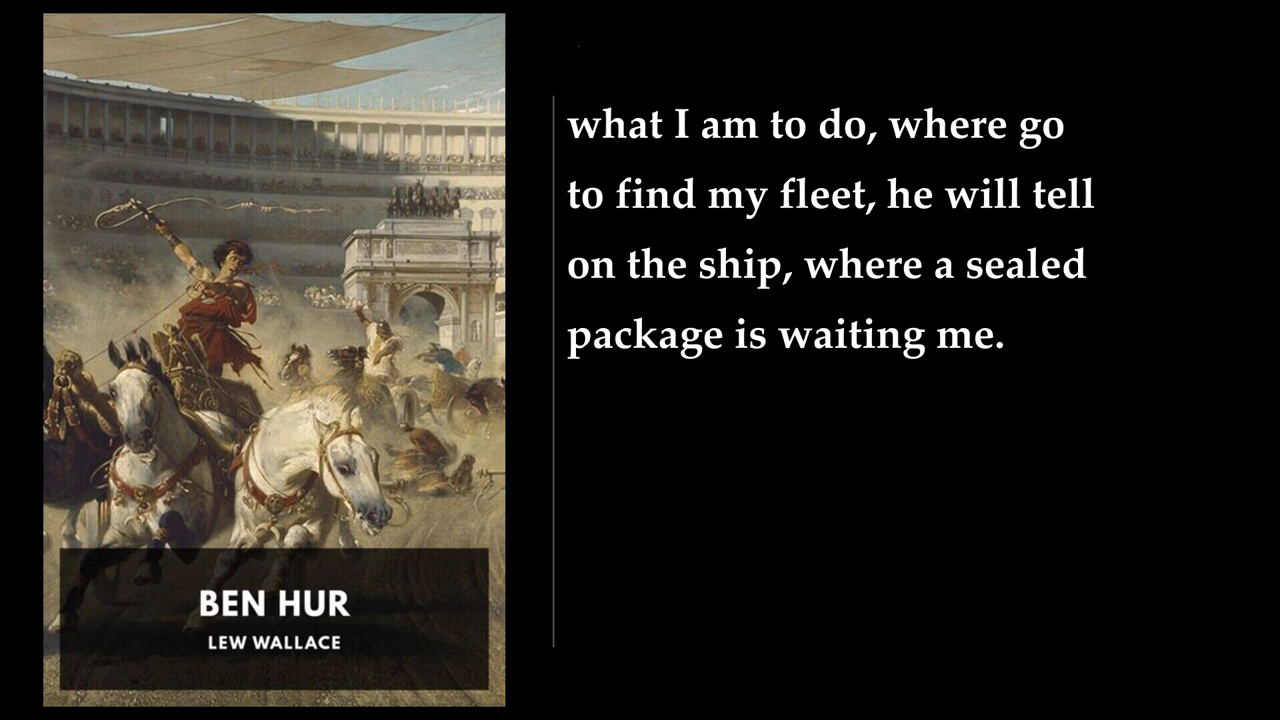 BEN HUR
LEW WALLACE
what I am to do, where go
to find my fleet, he will tell
on the ship, where a sealed
package is waiting me.